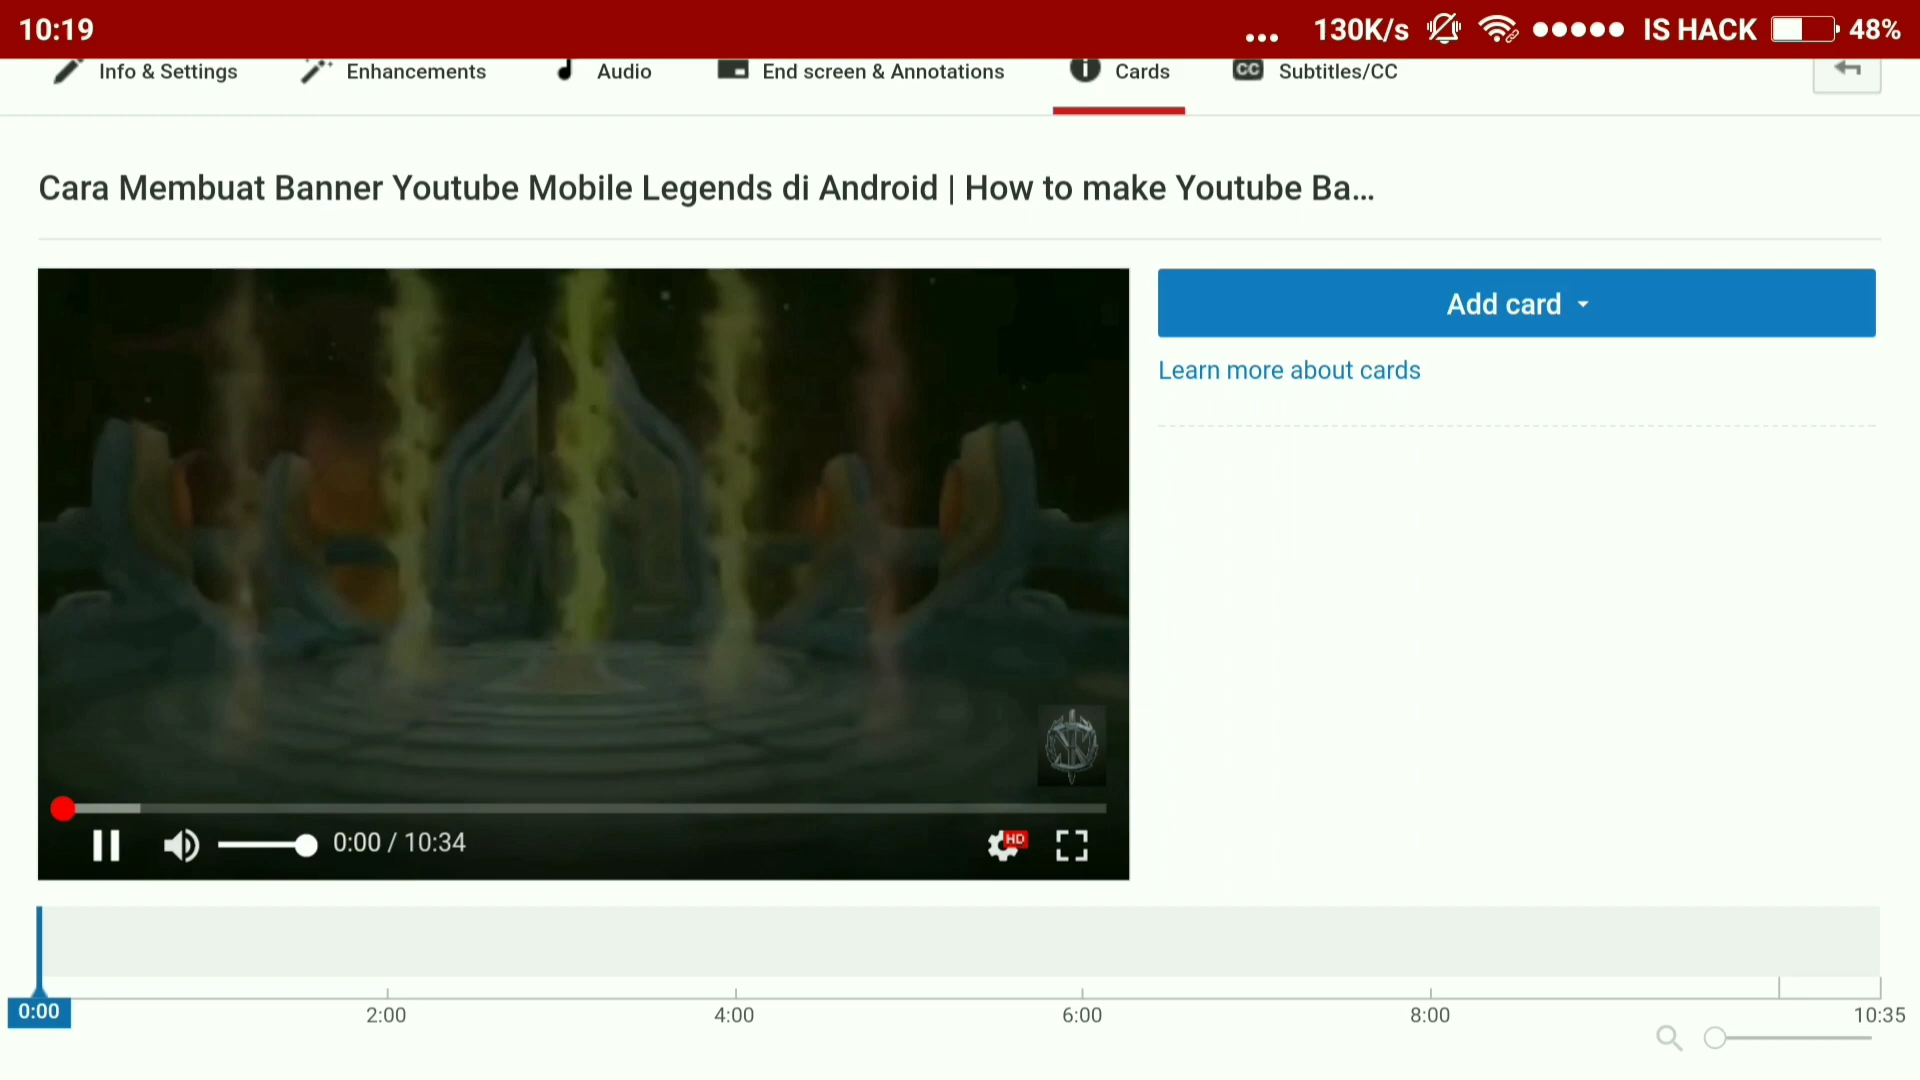 10:19
... 130K/s IS HACK 48%
Info & Settings Enhancements Audio End screen & Annotations Cards CC Subtitles/CC
Cara Membuat Banner Youtube Mobile Legends di Android | How to make Youtube Ba...
Add card
Learn more about cards
0:00 / 10:34 HD
0:00 2:00 4:00 6:00 8:00 10:35